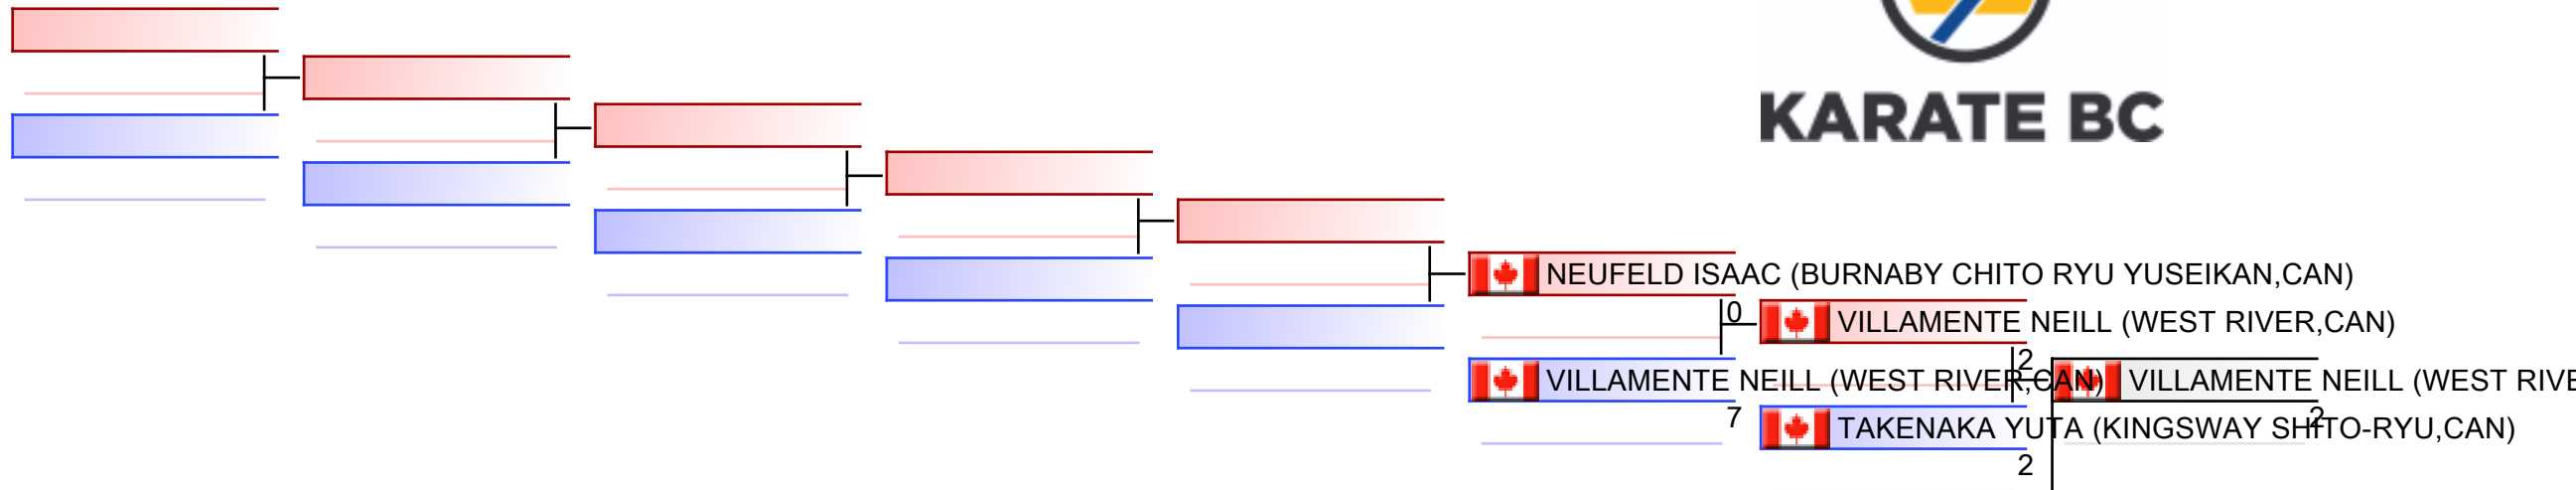 KARATE BC
NEUFELD ISAAC (BURNABY CHITO RYU YUSEIKAN,CAN)
0
VILLAMENTE NEILL (WEST RIVER,CAN)
2
VILLAMENTE NEILL (WEST RIVER,CAN)
VILLAMENTE NEILL (WEST RIVE
7
2
TAKENAKA YUTA (KINGSWAY SHITO-RYU,CAN)
2